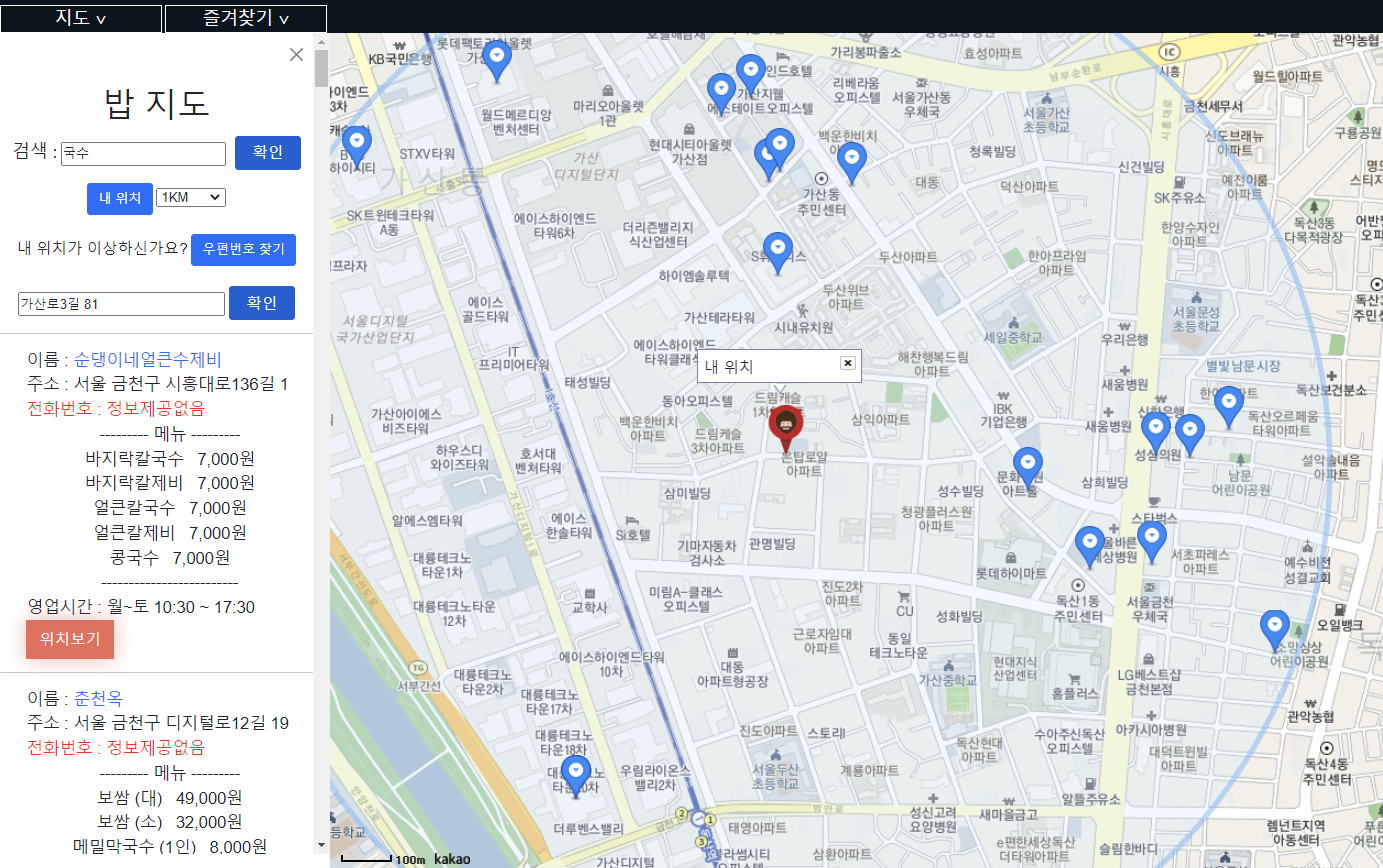 지도 ∨
즐겨찾기 ∨
×
밥 지도
검색 : 국수 확인
내 위치 1KM
내 위치가 이상하신가요? 우편번호 찾기
가산로3길 81 확인
이름 : 순댕이네얼큰수제비
주소 : 서울 금천구 시흥대로136길 1
전화번호 : 정보제공없음
--------- 메뉴 ---------
바지락칼국수 7,000원
바지락칼제비 7,000원
얼큰칼국수 7,000원
얼큰칼제비 7,000원
콩국수 7,000원
-------------------------
영업시간 : 월~토 10:30 ~ 17:30
위치보기
이름 : 춘천옥
주소 : 서울 금천구 디지털로12길 19
전화번호 : 정보제공없음
--------- 메뉴 ---------
보쌈 (대) 49,000원
보쌈 (소) 32,000원
메밀막국수 (1인) 8,000원
KB국민은행
가리봉파출소
효성아파트
남부순환로
IC
시흥
관악농협
월드힐아파트
마리오아울렛
1관
월드메르디앙
벤처센터
리베라움
오피스텔
서울가산동
우체국
서울가산
초등학교
금천세무서
구룡공원
STXV타워
현대시티아울렛
가산점
가산
디지털단지
백운한비치
청록빌딩
신건빌딩
신도브래뉴
아파트
SK트윈테크타워
A동
에이스하이엔드
타워6차
더리즌밸리지
식산업센터
가산동
주민센터
대동
덕산아파트
SK주유소
예전이룸
아파트
독산3동
다목적광장
한양수자인
아파트
하이엔솔루텍
두산아파트
한아프라임
아파트
에이스
골드타워
서울디지털
국가산업단지
가산테라타워
두산위브
아파트
시내유치원
세일중학교
서울문성
초등학교
우리은행
IT
프리미어타워
에이스하이엔드
내 위치
해찬행복드림
아파트
별빛남문시장
새움병원
독산보건분소
태성빌딩
동아오피스텔
드림캐슬
삼익아파트
IBK
기업은행
새움병원
신한은행
독산오르페움
타워아파트
가산아이에스
비즈타워
백운한비치
아파트
드림케슬
3차아파트
하우스디
와이즈타워
호서대
벤처타워
아파트
성심의원
삼미빌딩
성수빌딩
삼희빌딩
남문
어린이공원
설악솔내음
아파트
알에스엠타워
에이스
한솔타워
Si호텔
청광플러스원
아파트
스타벅스
가산디지털1로
기마자동차
검사소
관명빌딩
대륭테크노
타운1차
롯데하이마트
서초파레스
아파트
예수비전
성결교회
대륭테크노타운
12차
교학사
미림A-클래스
오피스텔
진도2차
아파트
CU
성화빌딩
독산1동
주민센터
서울금천
우체국
오일뱅크
근로자임대
아파트
동일
테크노타운
에이스하이엔드타워
10차
대동
아파트형공장
가산중학교
현대지식
산업센터
홈플러스
LG베스트샵
금천본점
어린이공원
TG
서부간선
대륭테크노
타운2차
대륭테크노
타운17차
관악농협
진도아파트
스토리I
독산현대
아파트
수아주신독산
오피스텔
아카시아병원
대덕트윈빌
아파트
독산4동
주민센터
대륭테크노
타운18차
우림라이온스
밸리2차
서울두산
초등학교
계룡아파트
알뜰주유소
더루벤스밸리
태영아파트
범안로
성신고려
요양병원
새마을금고
렘넌트지역
아동센터
가산디지털
삼환아파트
e편한세상독산
더타워아파트
슬림한바디
100m kakao